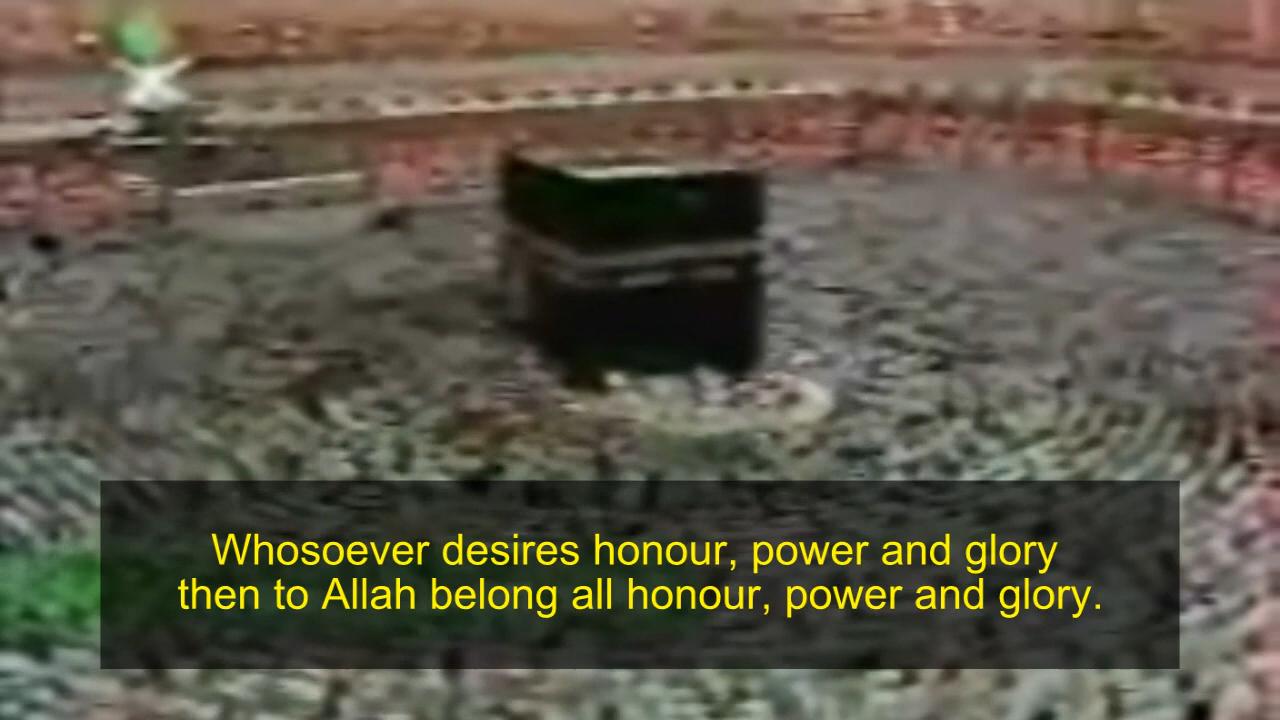 Whosoever desires honour, power and glory
then to Allah belong all honour, power and glory.